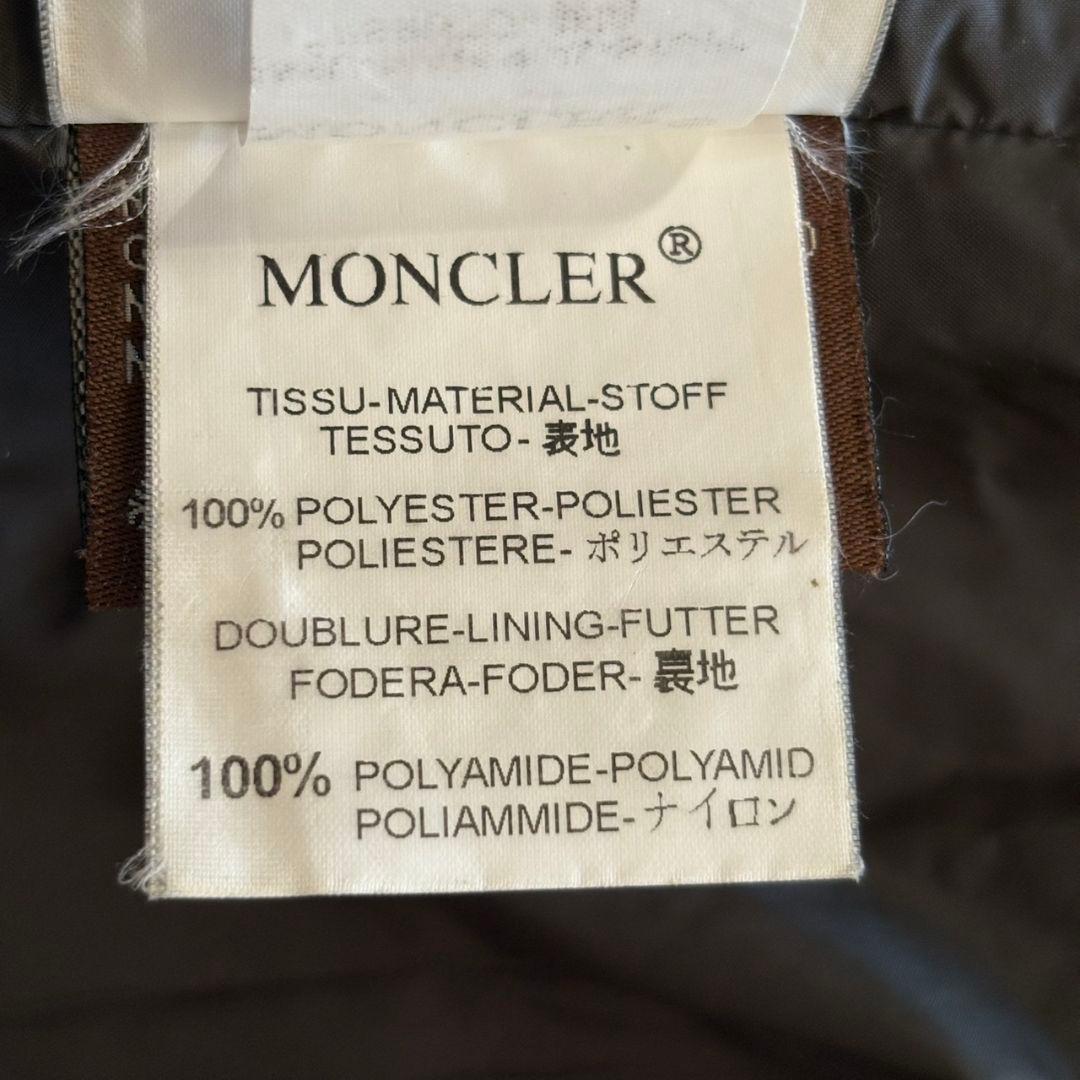 MONCLER®
TISSU-MATERIAL-STOFF
TESSUTO- 表地
100% POLYESTER-POLIESTER
POLIESTERE- ポリエステル
DOUBLURE-LINING-FUTTER
FODERA-FODER- 裏地
100% POLYAMIDE-POLYAMID
POLIAMMIDE-ナイロン